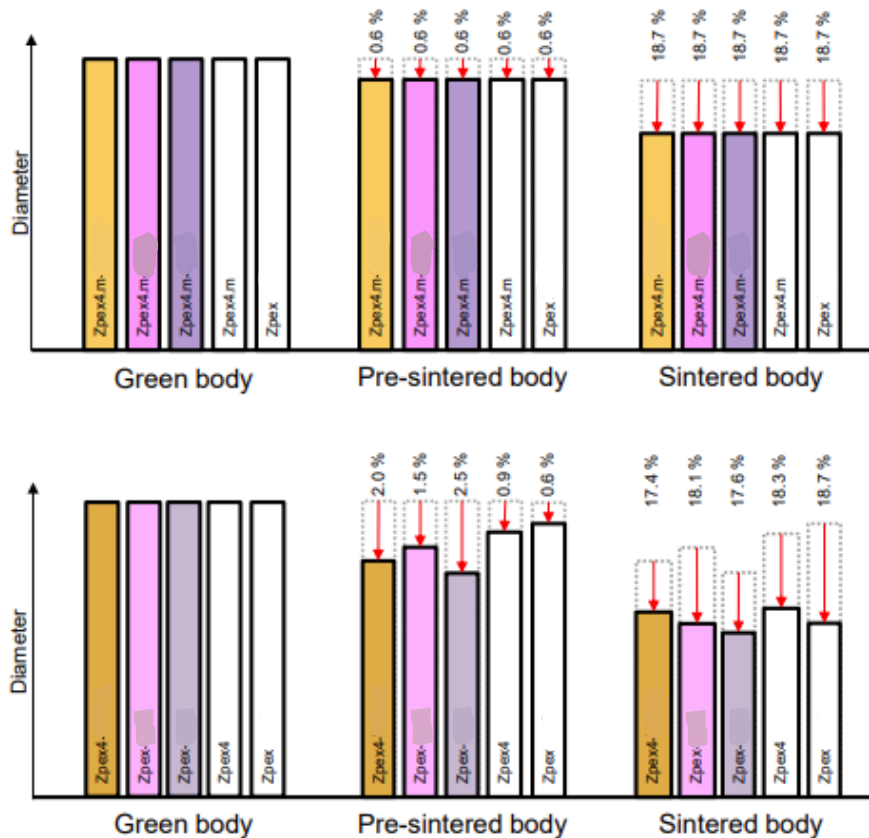 0.6 %
0.6 %
0.6 %
0.6 %
0.6 %
18.7 %
18.7 %
18.7 %
18.7 %
18.7 %
Diameter
Zpex4.m-
Zpex4.m-
Zpex4.m-
Zpex4.m
Zpex
Zpex4.m-
Zpex4.m-
Zpex4.m-
Zpex4.m
Zpex
Zpex4.m-
Zpex4.m-
Zpex4.m-
Zpex4.m
Zpex
Green body
Pre-sintered body
Sintered body
2.0 %
1.5 %
2.5 %
0.9 %
0.6 %
17.4 %
18.1 %
17.6 %
18.3 %
18.7 %
Diameter
Zpex4-
Zpex-
Zpex-
Zpex4
Zpex
Zpex4-
Zpex-
Zpex-
Zpex4
Zpex
Zpex4-
Zpex-
Zpex-
Zpex4
Zpex
Green body
Pre-sintered body
Sintered body